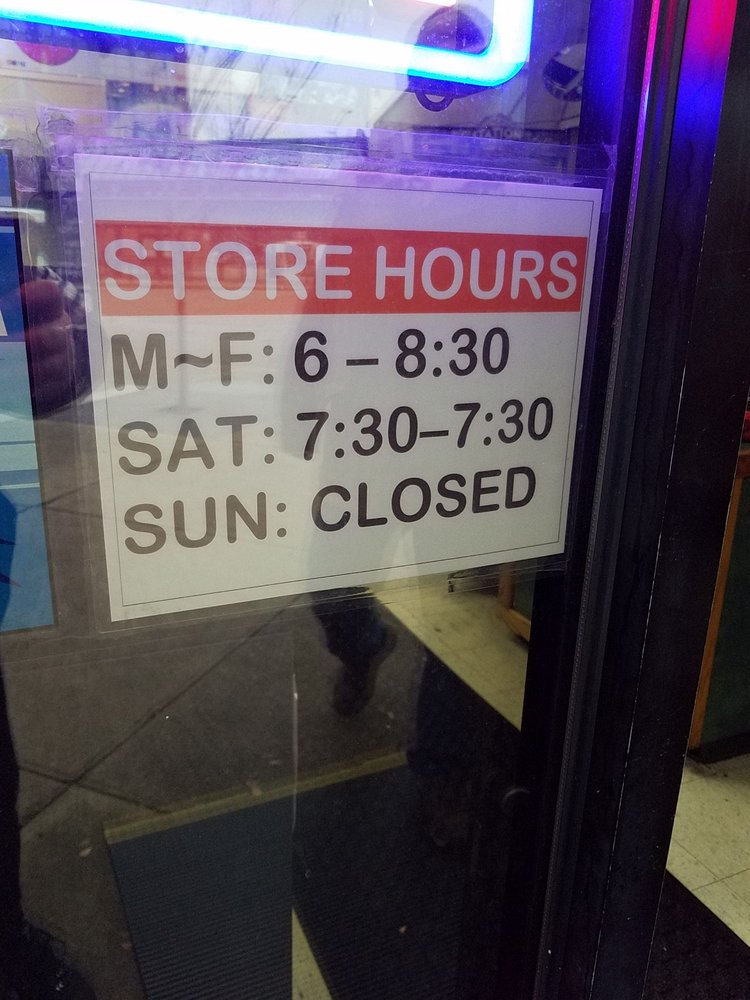 STORE HOURS
M~F: 6 – 8:30
SAT: 7:30–7:30
SUN: CLOSED